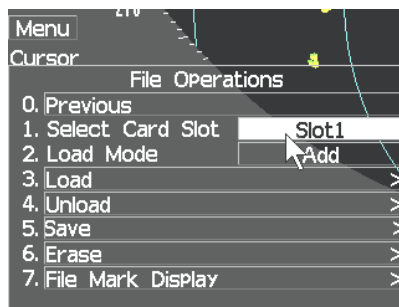 210
Menu
Cursor
File Operations
0. Previous
1. Select Card Slot Slot1
2. Load Mode Add
3. Load >
4. Unload >
5. Save >
6. Erase >
7. File Mark Display >